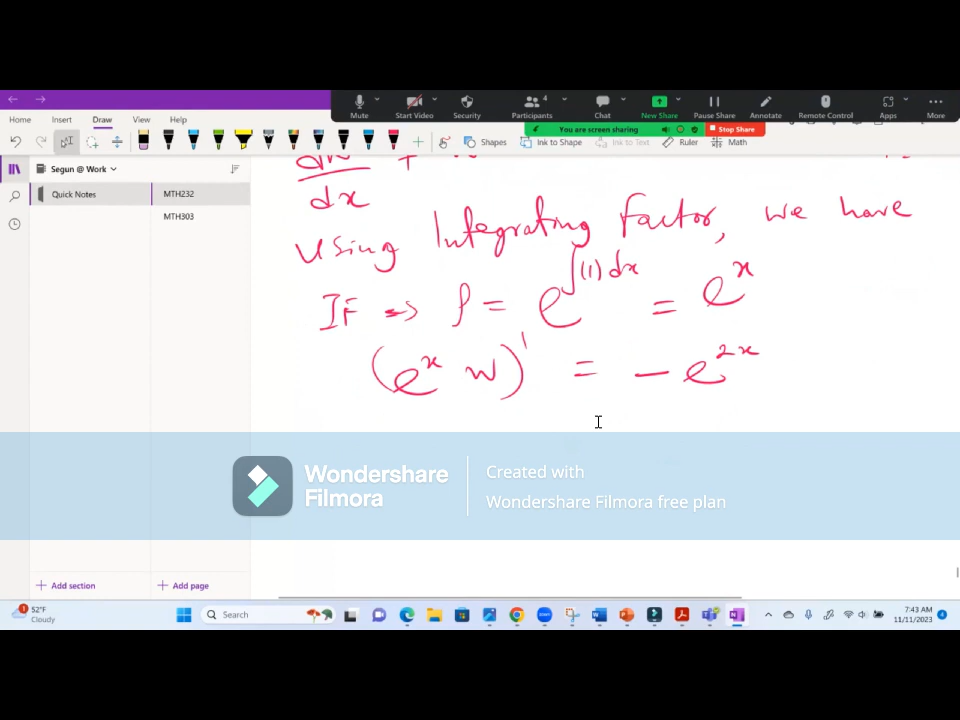 Home Insert Draw View Help
Mute Start Video Security Participants 4 Chat New Share Pause Share Annotate Remote Control Apps More
You are screen sharing Stop Share
Shapes Ink to Shape Ink to Text Ruler Math
Segun @ Work
Quick Notes MTH232
MTH303
dx
Using Integrating factor, we have
IF => ρ = e^{∫(1) dx} = e^x
(e^x w)' = - e^{2x}
Wondershare Filmora
Created with
Wondershare Filmora free plan
Add section Add page
1 52°F
Cloudy
Search
7:43 AM
11/11/2023 4